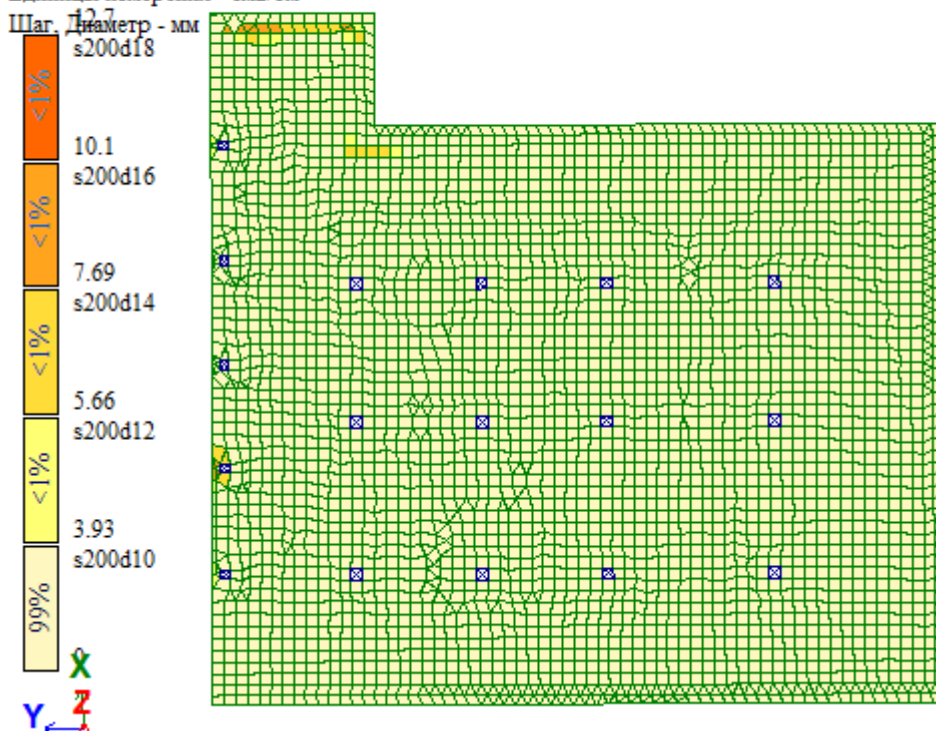 Шаг, Диаметр - мм
12.7
s200d18
<1%
10.1
s200d16
<1%
7.69
s200d14
<1%
5.66
s200d12
<1%
3.93
s200d10
99%
X
Z
Y